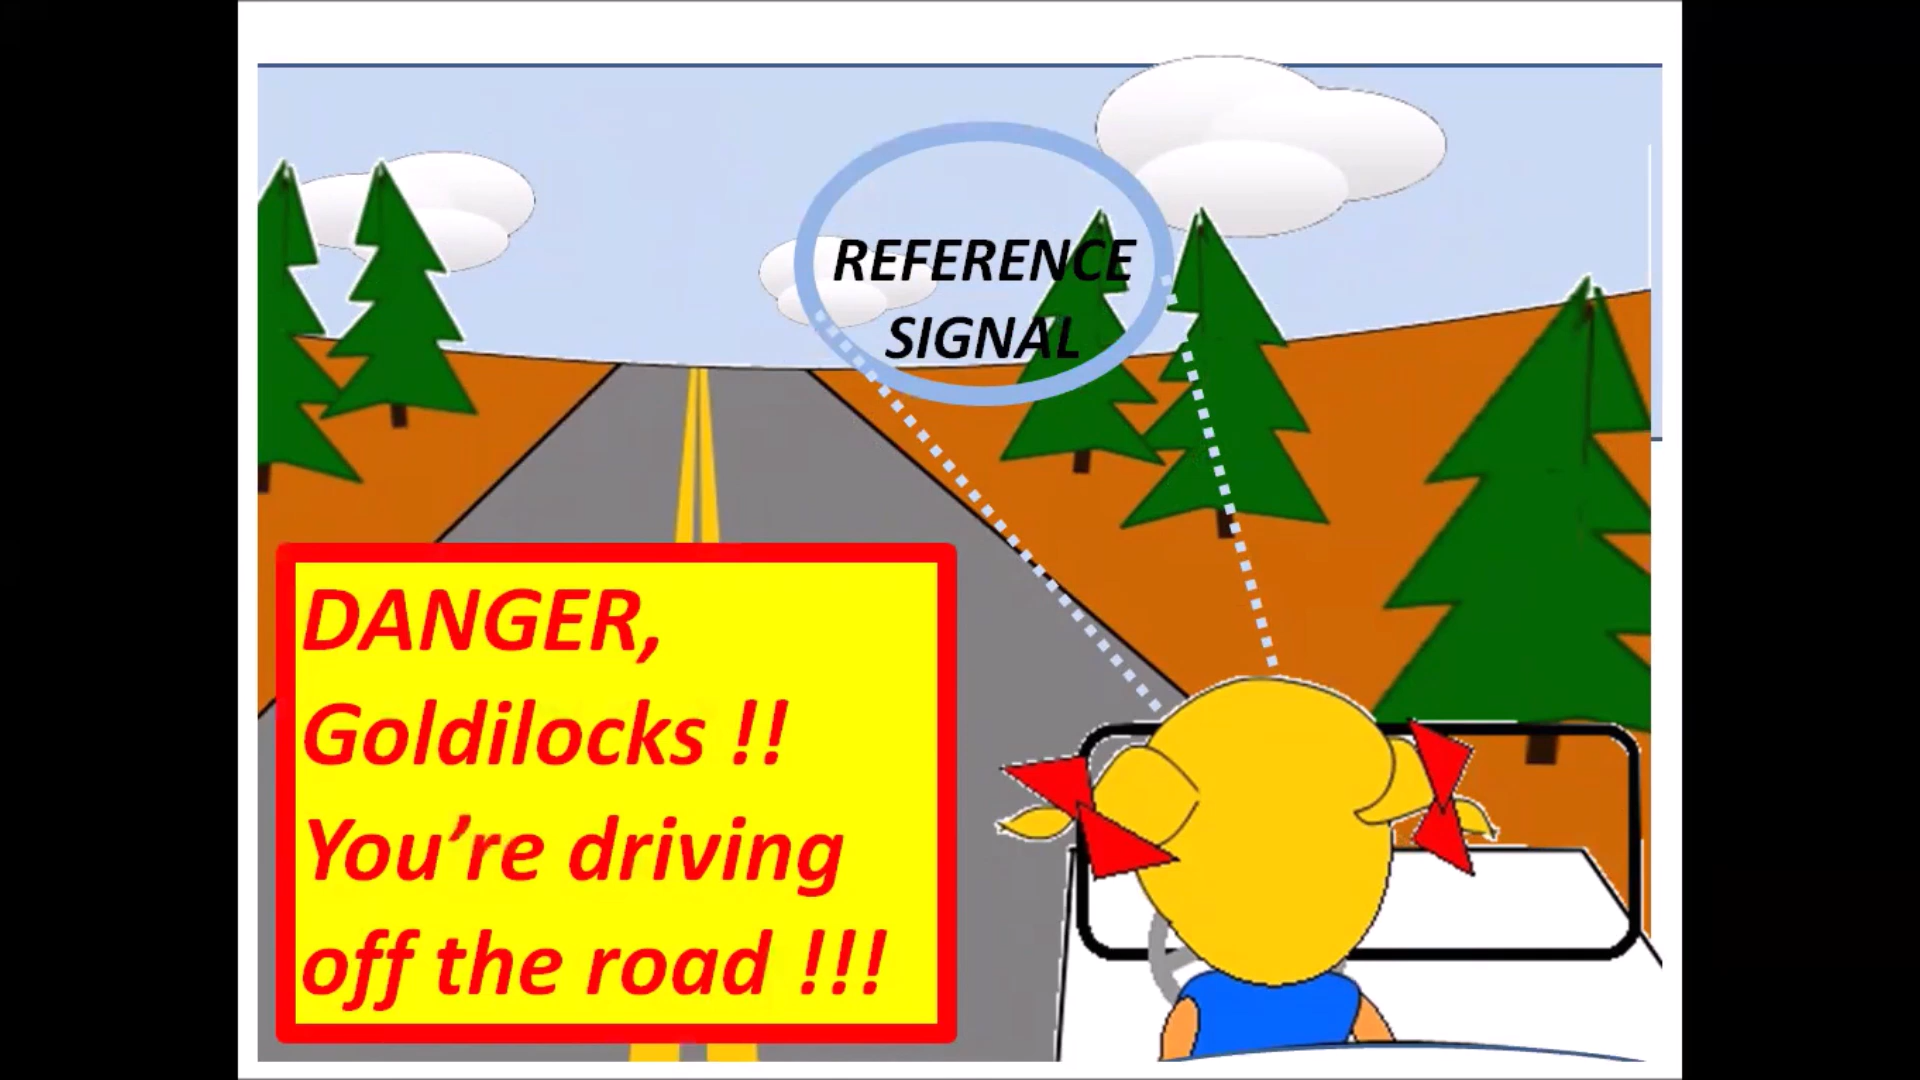 REFERENCE
SIGNAL
DANGER,
Goldilocks !!
You’re driving
off the road !!!